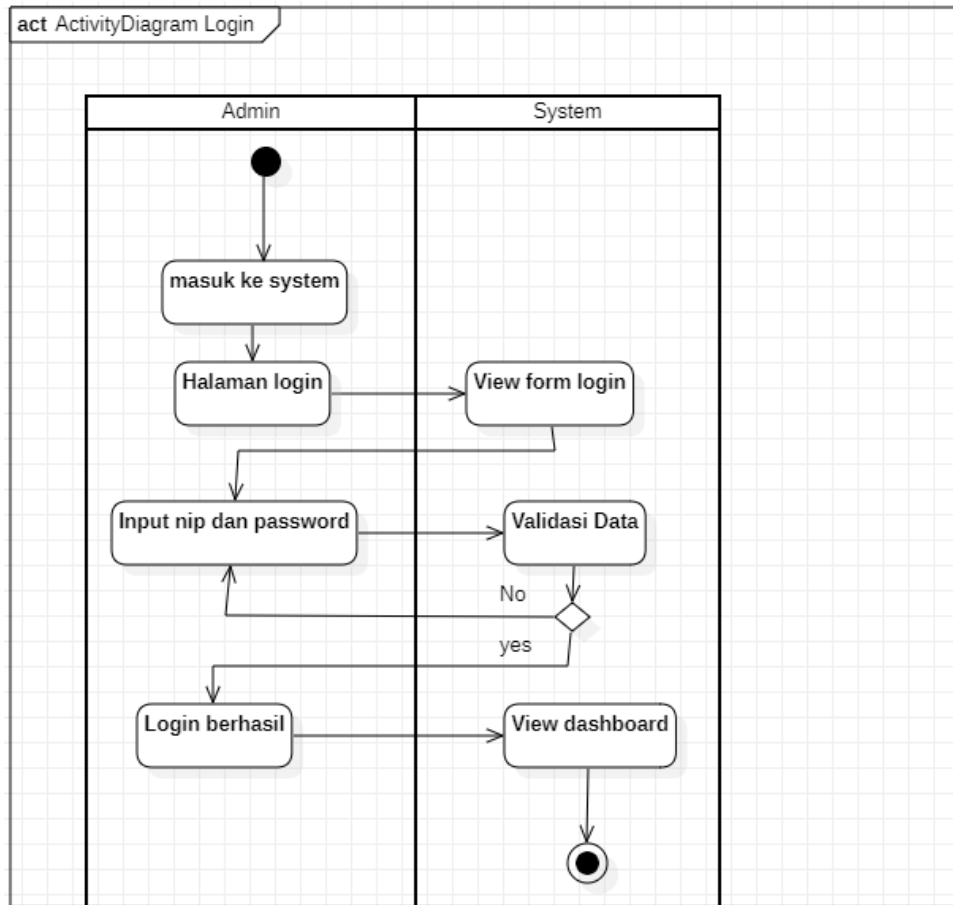 act ActivityDiagram Login
Admin
System
masuk ke system
Halaman login
View form login
Input nip dan password
Validasi Data
No
yes
Login berhasil
View dashboard